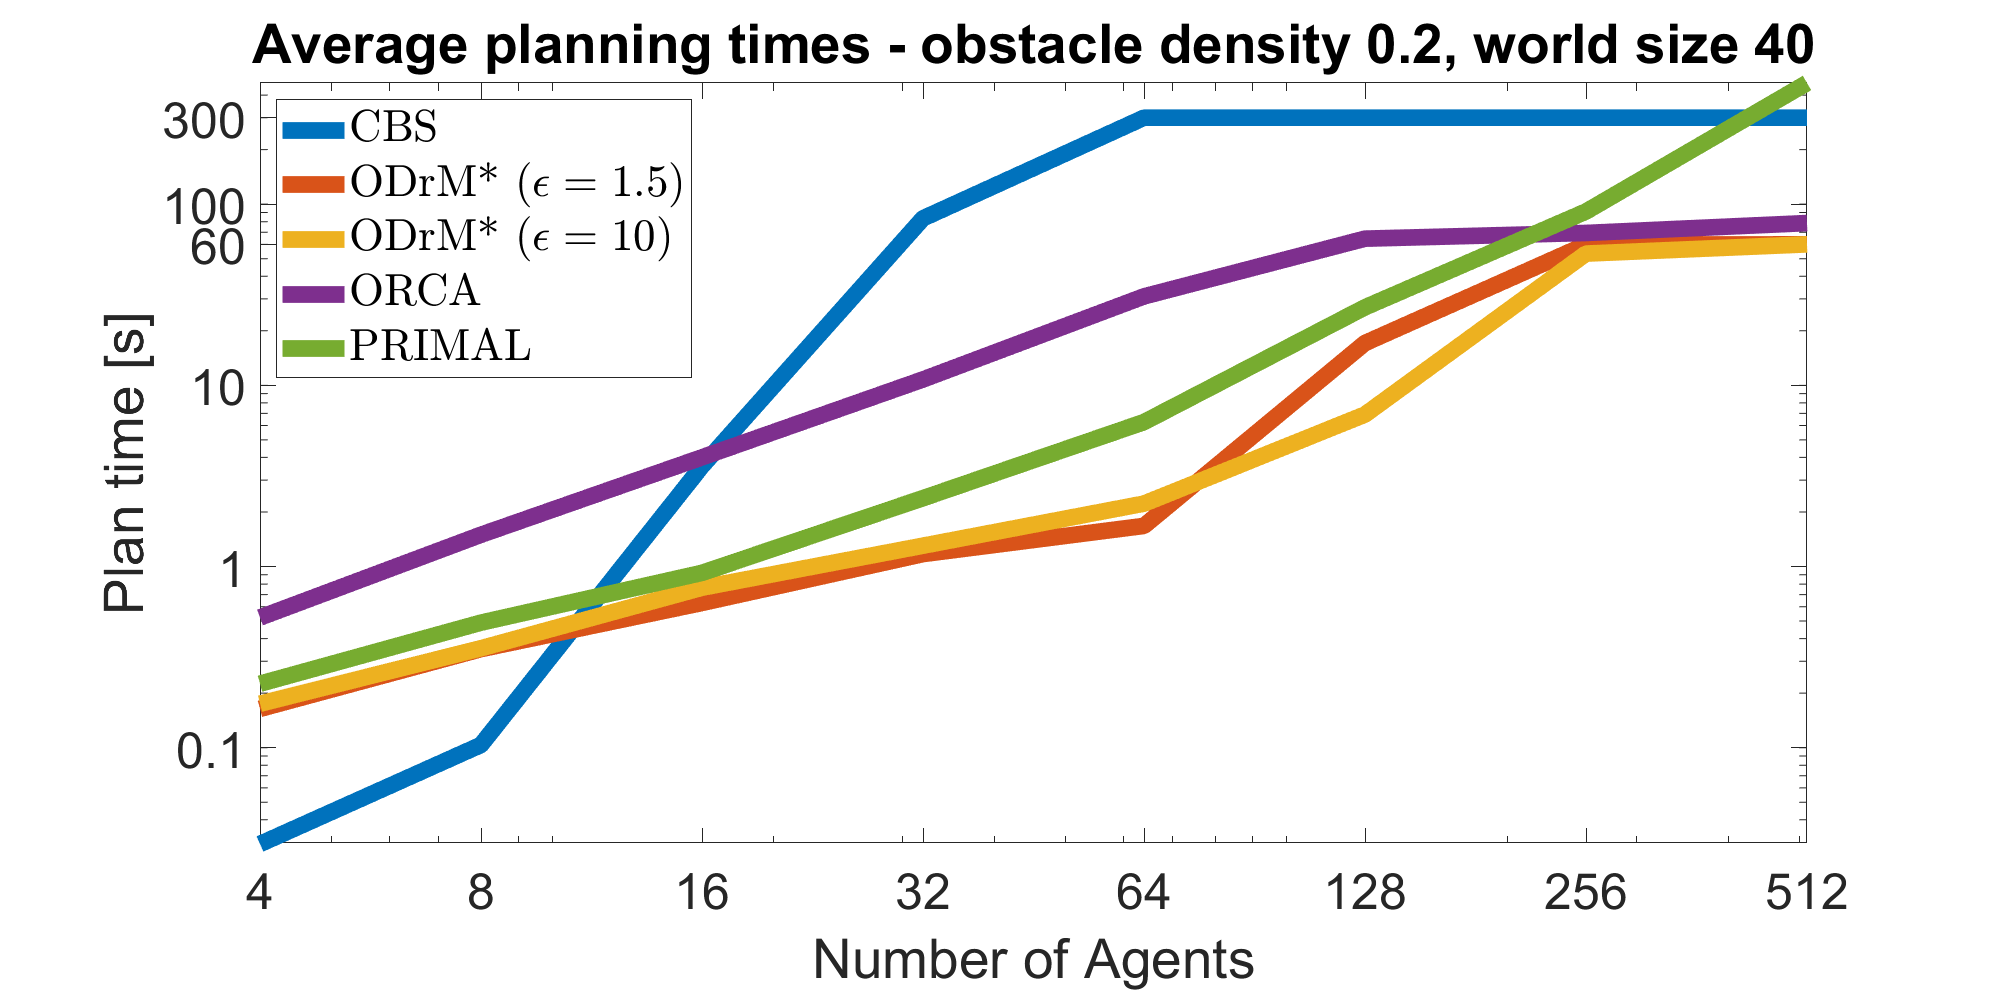 Average planning times - obstacle density 0.2, world size 40
CBS
ODrM* (ϵ = 1.5)
ODrM* (ϵ = 10)
ORCA
PRIMAL
Plan time [s]
300
100
60
10
1
0.1
4 8 16 32 64 128 256 512
Number of Agents